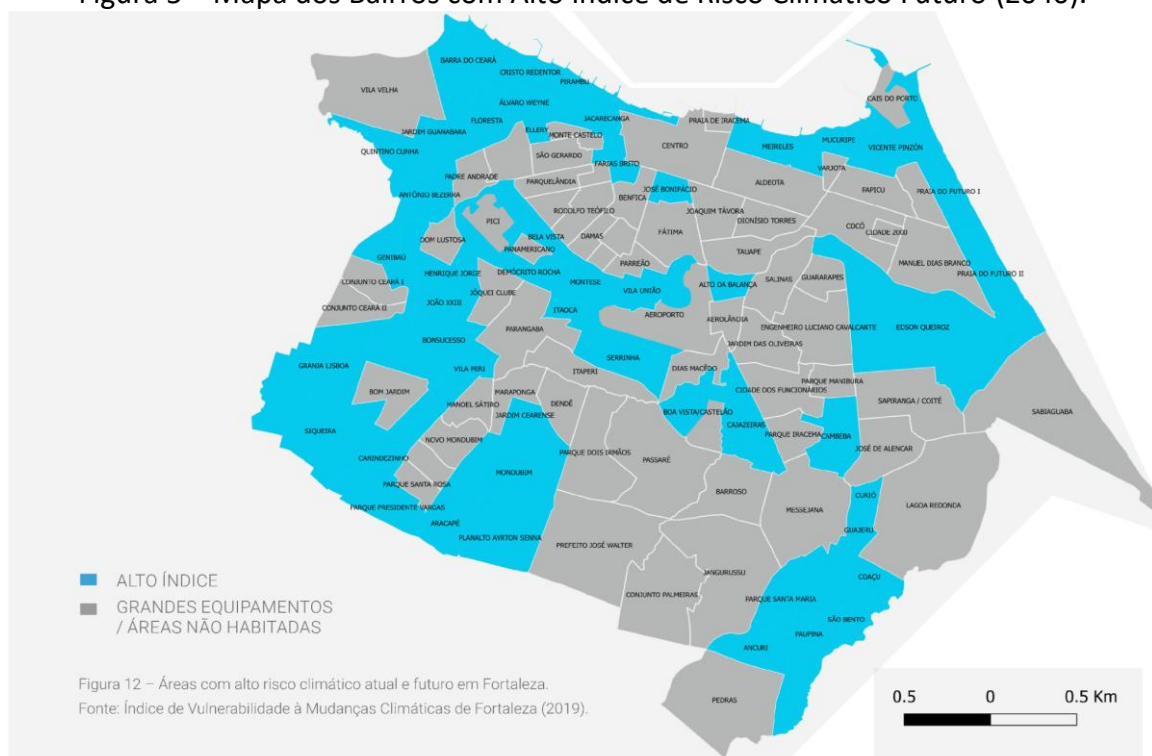 Figura 3 – Mapa dos Bairros com Alto Índice de Risco Climático Futuro (2040).
BARRA DO CEARÁ
CRISTO REDENTOR
PIRAMBU
VILA VELHA
CAIS DO PORTO
ÁLVARO WEYNE
FLORESTA
JACARECANGA
PRAIA DE IRACEMA
JARDIM GUANABARA
ELLERY
MONTE CASTELO
MUCURIPE
QUINTINO CUNHA
SÃO GERARDO
CENTRO
MEIRELES
VICENTE PINZÓN
FARIAS BRITO
VARJOTA
PADRE ANDRADE
PARQUELÂNDIA
ALDEOTA
PAPICU
PRAIA DO FUTURO I
ANTÔNIO BEZERRA
BENFICA
JOSÉ BONIFÁCIO
RODOLFO TEÓFILO
JOAQUIM TÁVORA
PICI
DIONÍSIO TORRES
COCÓ
CIDADE 2000
DOM LUSTOSA
BELA VISTA
DAMAS
FÁTIMA
PANAMERICANO
TAUAPE
GENIBAÚ
PARREÃO
MANUEL DIAS BRANCO
HENRIQUE JORGE
DEMÓCRITO ROCHA
PRAIA DO FUTURO II
CONJUNTO CEARÁ I
MONTESE
SALINAS
GUARARAPES
JÓQUEI CLUBE
VILA UNIÃO
ALTO DA BALANÇA
CONJUNTO CEARÁ II
JOÃO XXIII
ITAOCA
AEROPORTO
AEROLÂNDIA
PARANGABA
ENGENHEIRO LUCIANO CAVALCANTE
EDSON QUEIROZ
BONSUCESSO
JARDIM DAS OLIVEIRAS
SERRINHA
GRANJA LISBOA
VILA PERI
ITAPERI
DIAS MACÊDO
PARQUE MANIBURA
BOM JARDIM
MARAPONGA
CIDADE DOS FUNCIONÁRIOS
MANOEL SÁTIRO
DENDÊ
SAPIRANGA / COITÉ
JARDIM CEARENSE
BOA VISTA/CASTELÃO
SABIAGUABA
SIQUEIRA
CAJAZEIRAS
PARQUE IRACEMA
CAMBEBA
NOVO MONDUBIM
JOSÉ DE ALENCAR
CANINDEZINHO
PARQUE DOIS IRMÃOS
PASSARÉ
MONDUBIM
PARQUE SANTA ROSA
BARROSO
CURIÓ
PARQUE PRESIDENTE VARGAS
MESSEJANA
LAGOA REDONDA
ARACAPÉ
GUAJERU
PLANALTO AYRTON SENNA
PREFEITO JOSÉ WALTER
JANGURUSSU
COAÇU
CONJUNTO PALMEIRAS
PARQUE SANTA MARIA
SÃO BENTO
PAUPINA
ANCURI
PEDRAS
ALTO ÍNDICE
GRANDES EQUIPAMENTOS
/ ÁREAS NÃO HABITADAS
Figura 12 – Áreas com alto risco climático atual e futuro em Fortaleza.
Fonte: Índice de Vulnerabilidade à Mudanças Climáticas de Fortaleza (2019).
0.5 0 0.5 Km